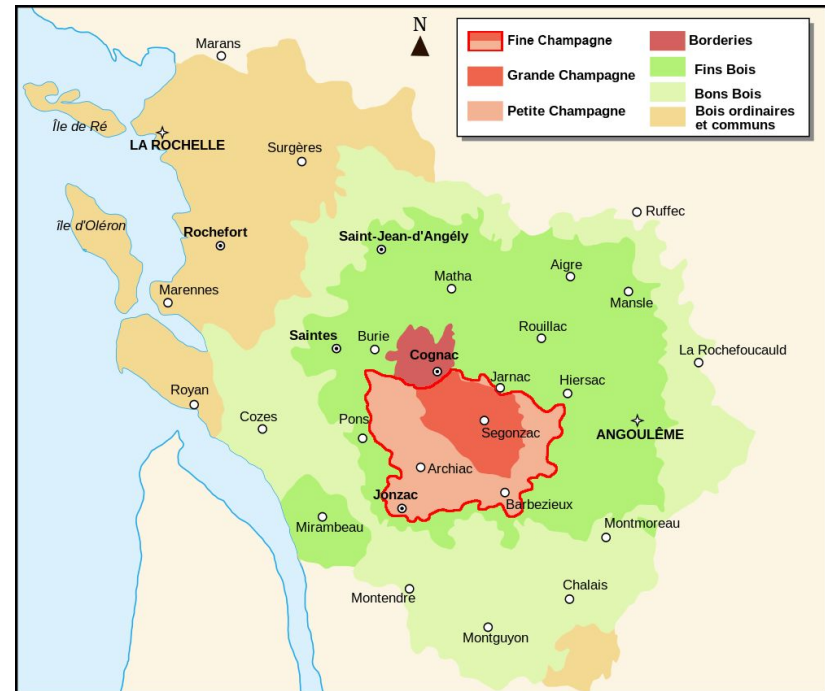 N
Fine Champagne
Grande Champagne
Petite Champagne
Borderies
Fins Bois
Bons Bois
Bois ordinaires
et communs
Marans
Île de Ré
LA ROCHELLE
Surgères
Ruffec
île d'Oléron
Rochefort
Saint-Jean-d'Angély
Aigre
Matha
Marennes
Mansle
Rouillac
Saintes
Burie
Cognac
La Rochefoucauld
Jarnac
Hiersac
Royan
Cozes
Pons
Segonzac
ANGOULÊME
Archiac
Jonzac
Barbezieux
Mirambeau
Montmoreau
Chalais
Montendre
Montguyon